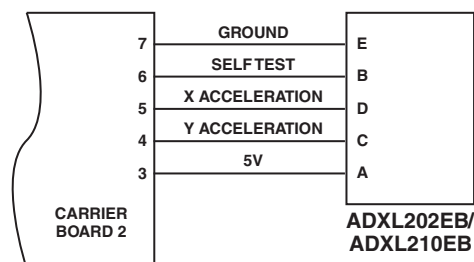 7 GROUND E
6 SELF TEST B
5 X ACCELERATION D
4 Y ACCELERATION C
3 5V A
CARRIER
BOARD 2
ADXL202EB/
ADXL210EB